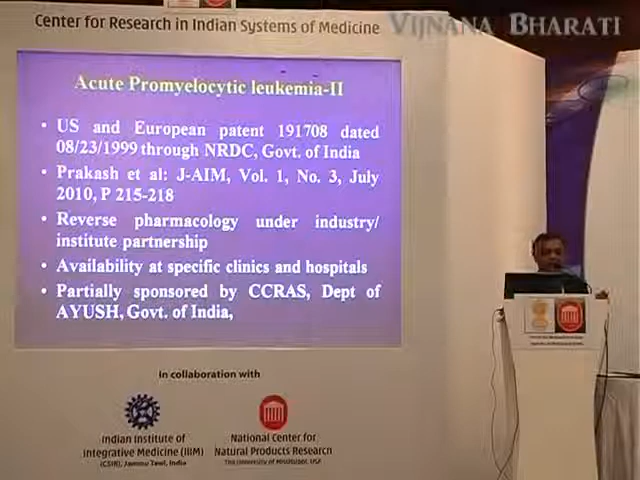 Center for Research in Indian Systems of Medicine
VIJNANA BHARATI
Acute Promyelocytic leukemia-II
• US and European patent 191708 dated
08/23/1999 through NRDC, Govt. of India
• Prakash et al: J-AIM, Vol. 1, No. 3, July
2010, P 215-218
• Reverse pharmacology under industry/
institute partnership
• Availability at specific clinics and hospitals
• Partially sponsored by CCRAS, Dept of
AYUSH, Govt. of India,
In collaboration with
Indian Institute of
Integrative Medicine (IIIM)
(CSIR), Jammu Tawi, India
National Center for
Natural Products Research
The University of Mississippi, USA